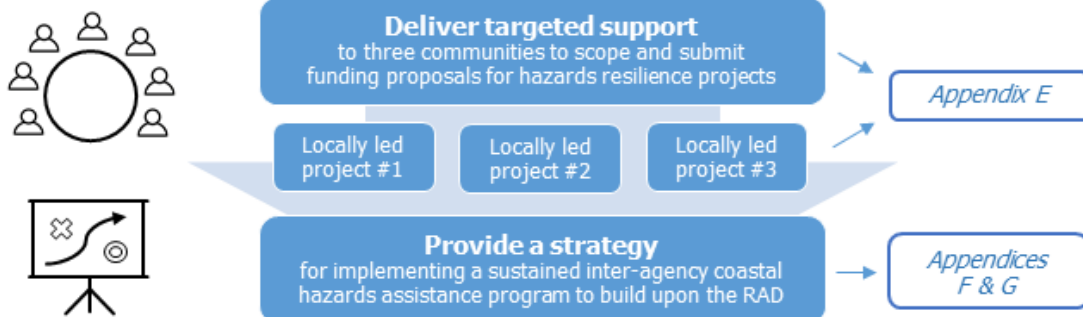 Deliver targeted support
to three communities to scope and submit
funding proposals for hazards resilience projects
Appendix E
Locally led
project #1
Locally led
project #2
Locally led
project #3
Provide a strategy
for implementing a sustained inter-agency coastal
hazards assistance program to build upon the RAD
Appendices
F & G